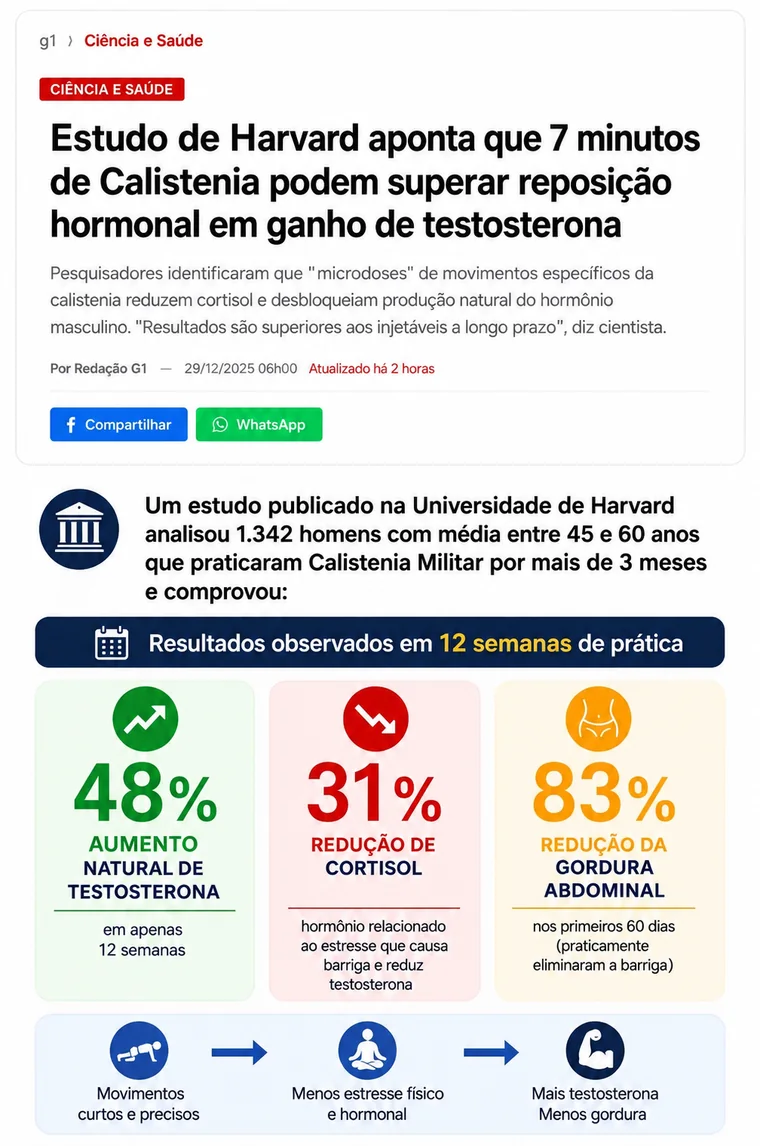 g1 › Ciência e Saúde
CIÊNCIA E SAÚDE
Estudo de Harvard aponta que 7 minutos
de Calistenia podem superar reposição
hormonal em ganho de testosterona
Pesquisadores identificaram que "microdoses" de movimentos específicos da
calistenia reduzem cortisol e desbloqueiam produção natural do hormônio
masculino. "Resultados são superiores aos injetáveis a longo prazo", diz cientista.
Por Redação G1 — 29/12/2025 06h00 Atualizado há 2 horas
Compartilhar
WhatsApp
Um estudo publicado na Universidade de Harvard
analisou 1.342 homens com média entre 45 e 60 anos
que praticaram Calistenia Militar por mais de 3 meses
e comprovou:
Resultados observados em 12 semanas de prática
48%
AUMENTO
NATURAL DE
TESTOSTERONA
em apenas
12 semanas
31%
REDUÇÃO DE
CORTISOL
hormônio relacionado
ao estresse que causa
barriga e reduz
testosterona
83%
REDUÇÃO DA
GORDURA
ABDOMINAL
nos primeiros 60 dias
(praticamente
eliminaram a barriga)
Movimentos
curtos e precisos
Menos estresse físico
e hormonal
Mais testosterona
Menos gordura